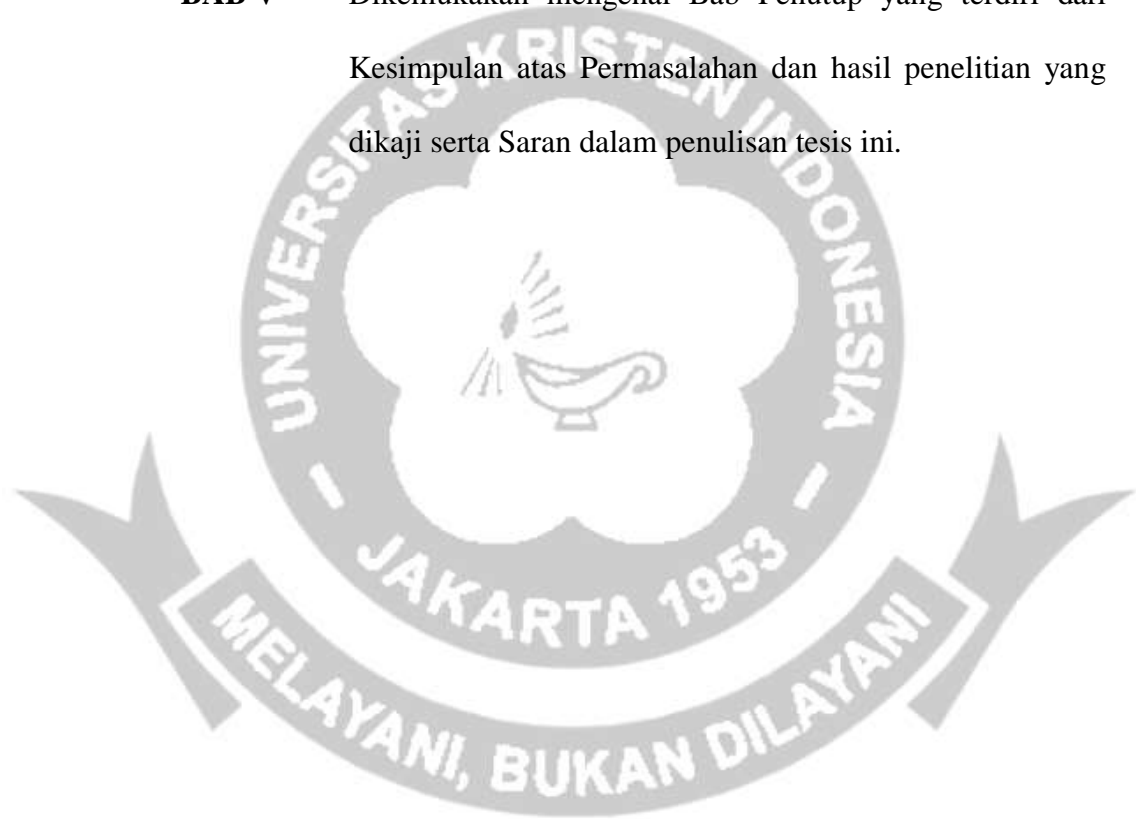 BAB V Dikemukakan mengenai Bab Penutup yang terdiri dari
Kesimpulan atas Permasalahan dan hasil penelitian yang
dikaji serta Saran dalam penulisan tesis ini.
UNIVERSITAS KRISTEN INDONESIA
- JAKARTA 1953 -
MELAYANI, BUKAN DILAYANI